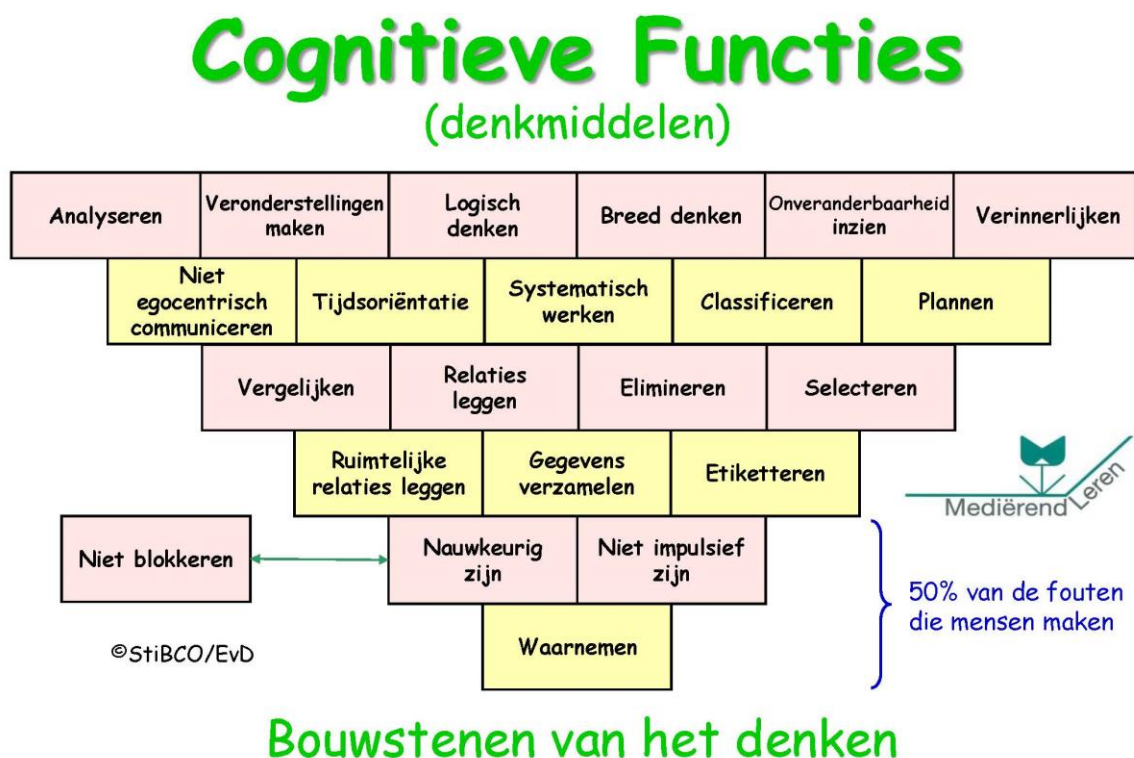 Cognitieve Functies
(denkmiddelen)
Analyseren
Veronderstellingen
maken
Logisch
denken
Breed denken
Onveranderbaarheid
inzien
Verinnerlijken
Niet
egocentrisch
communiceren
Tijdsoriëntatie
Systematisch
werken
Classificeren
Plannen
Vergelijken
Relaties
leggen
Elimineren
Selecteren
Ruimtelijke
relaties leggen
Gegevens
verzamelen
Etiketteren
Mediërend Leren
Niet blokkeren
Nauwkeurig
zijn
Niet impulsief
zijn
50% van de fouten
die mensen maken
Waarnemen
©StiBCO/EvD
Bouwstenen van het denken